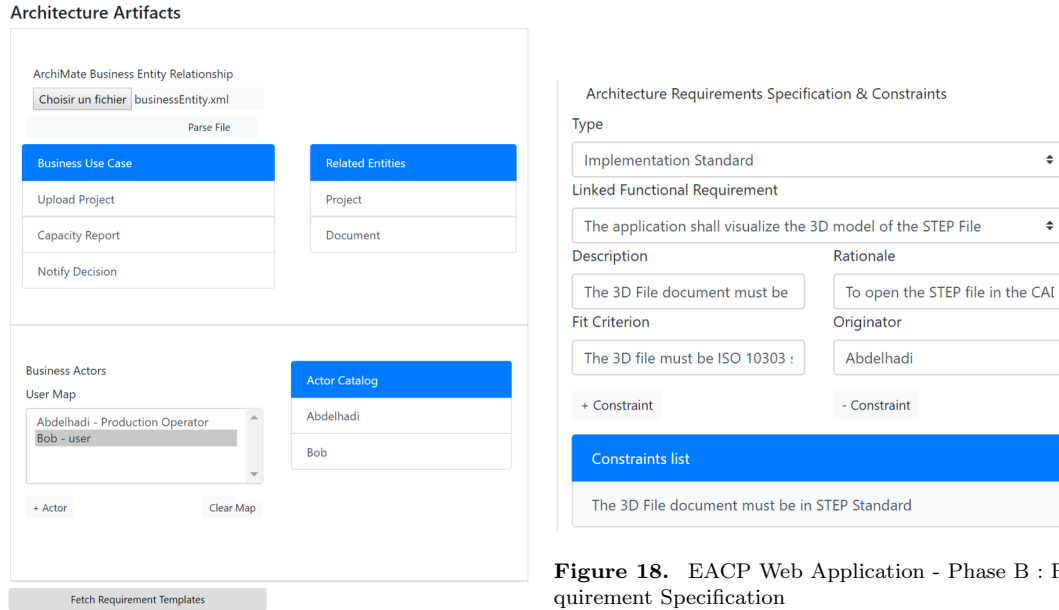 Architecture Artifacts
ArchiMate Business Entity Relationship
Choisir un fichier businessEntity.xml
Parse File
Business Use Case
Upload Project
Capacity Report
Notify Decision
Related Entities
Project
Document
Business Actors
User Map
Abdelhadi - Production Operator
Bob - user
+ Actor
Clear Map
Actor Catalog
Abdelhadi
Bob
Fetch Requirement Templates
Architecture Requirements Specification & Constraints
Type
Implementation Standard
Linked Functional Requirement
The application shall visualize the 3D model of the STEP File
Description
Rationale
The 3D File document must be
To open the STEP file in the
Fit Criterion
Originator
The 3D file must be ISO 10303
Abdelhadi
+ Constraint
- Constraint
Constraints list
The 3D File document must be in STEP Standard
Figure 18. EACP Web Application - Phase B :
quirement Specification